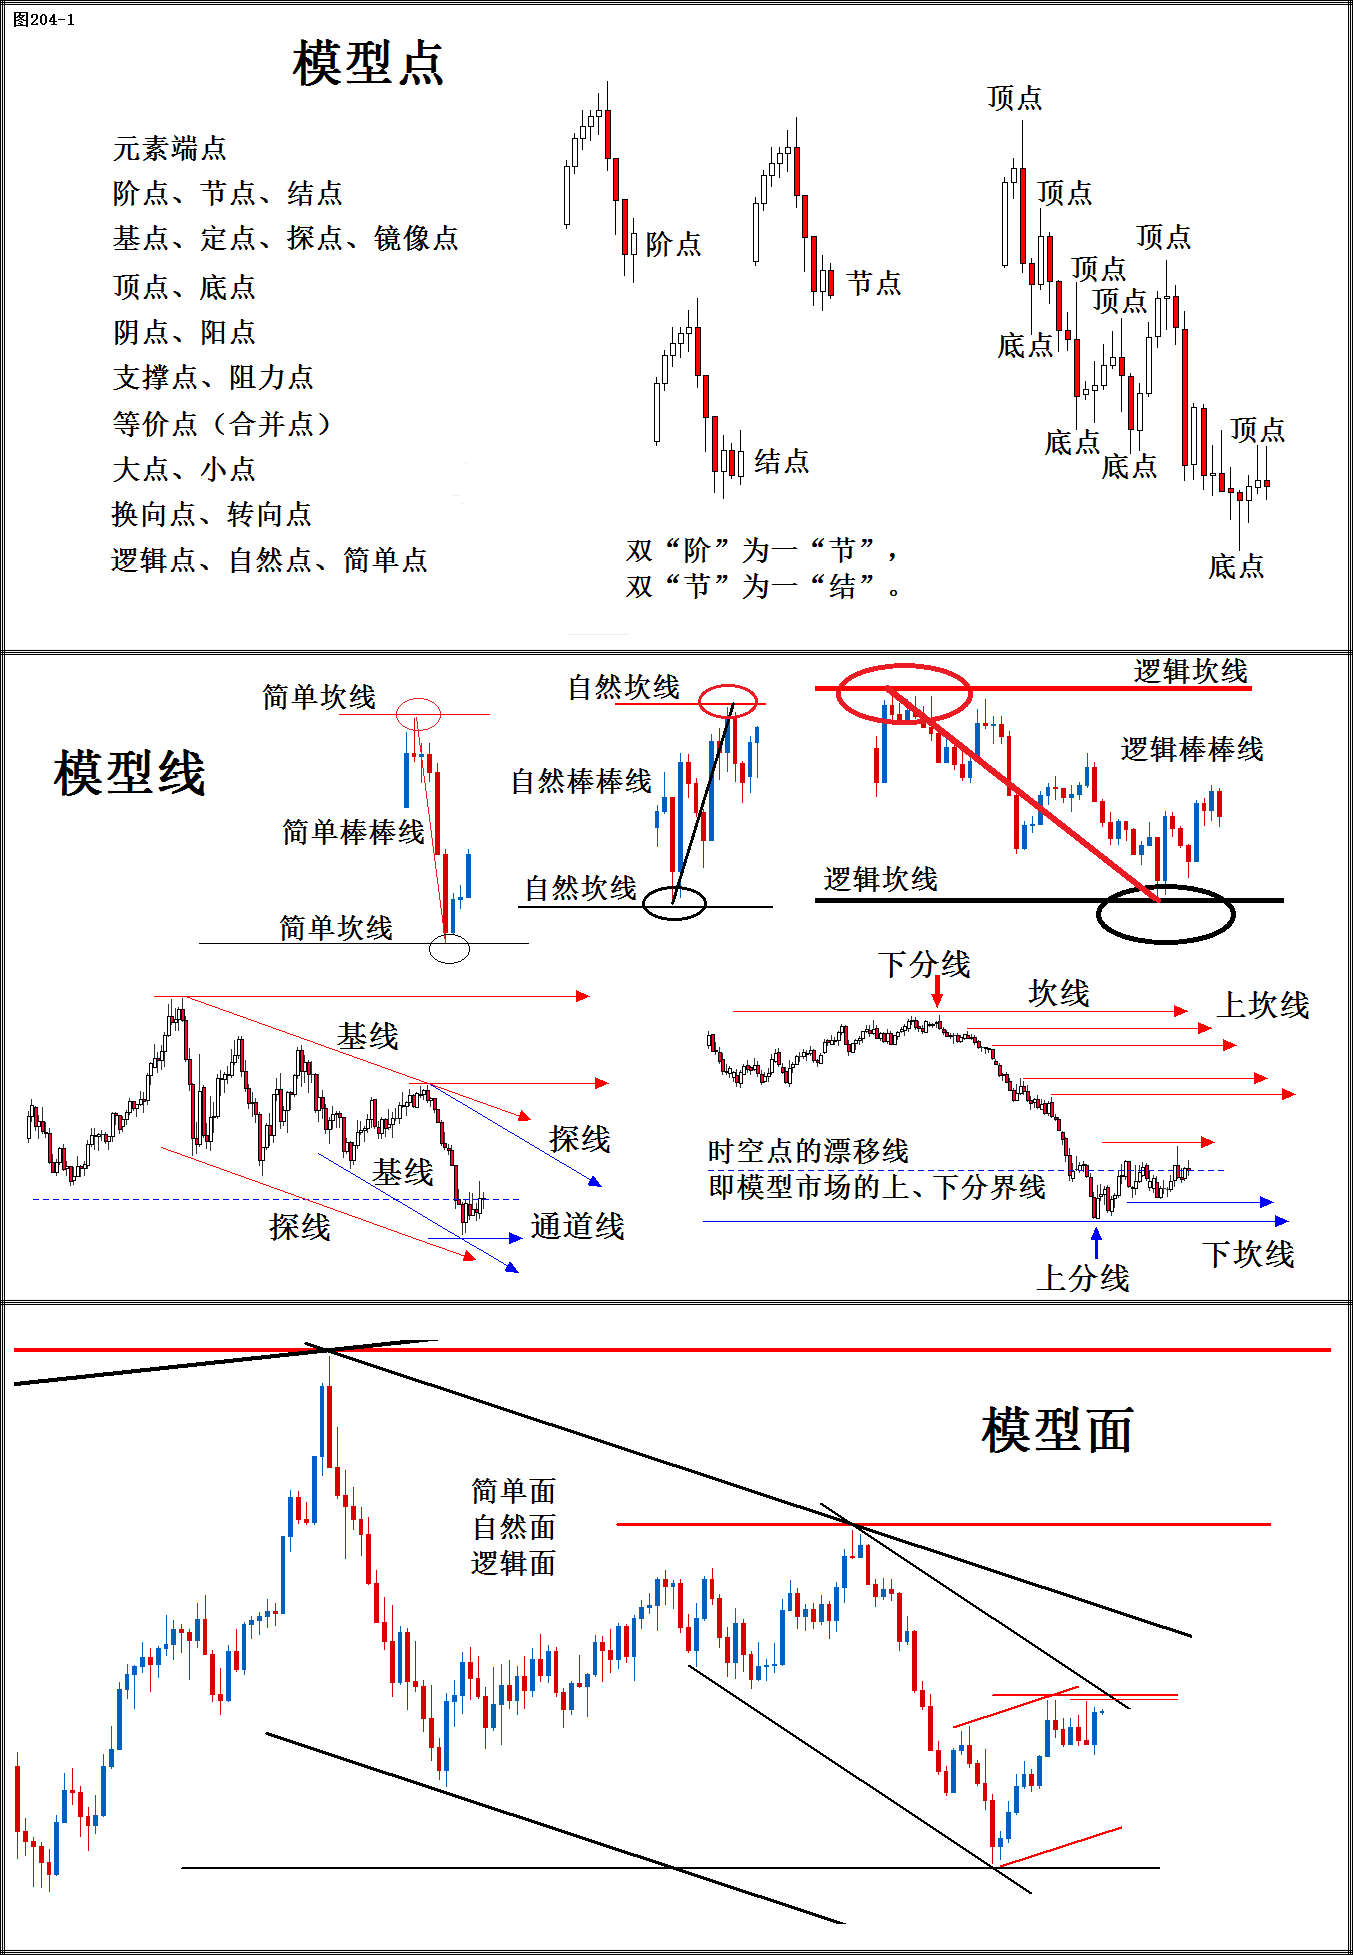 图204-1
模型点
元素端点
阶点、节点、结点
基点、定点、探点、镜像点
顶点、底点
阴点、阳点
支撑点、阻力点
等价点（合并点）
大点、小点
换向点、转向点
逻辑点、自然点、简单点
阶点
节点
结点
双“阶”为一“节”，
双“节”为一“结”。
顶点
顶点
顶点
顶点
顶点
底点
底点
底点
顶点
底点
模型线
简单坎线
简单棒棒线
简单坎线
自然坎线
自然棒棒线
自然坎线
逻辑坎线
逻辑棒棒线
逻辑坎线
基线
探线
基线
探线
通道线
下分线
坎线
上坎线
时空点的漂移线
即模型市场的上、下分界线
下坎线
上分线
模型面
简单面
自然面
逻辑面